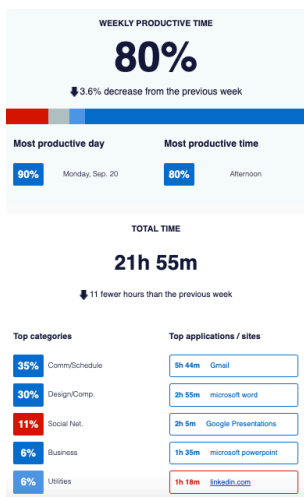 WEEKLY PRODUCTIVE TIME
80%
3.6% decrease from the previous week
Most productive day
Most productive time
90% Monday, Sep. 20
80% Afternoon
TOTAL TIME
21h 55m
11 fewer hours than the previous week
Top categories
Top applications / sites
35% Comm/Schedule
5h 44m Gmail
30% Design/Comp.
2h 55m microsoft word
11% Social Net.
2h 5m Google Presentations
6% Business
1h 35m microsoft powerpoint
6% Utilities
1h 18m linkedin.com